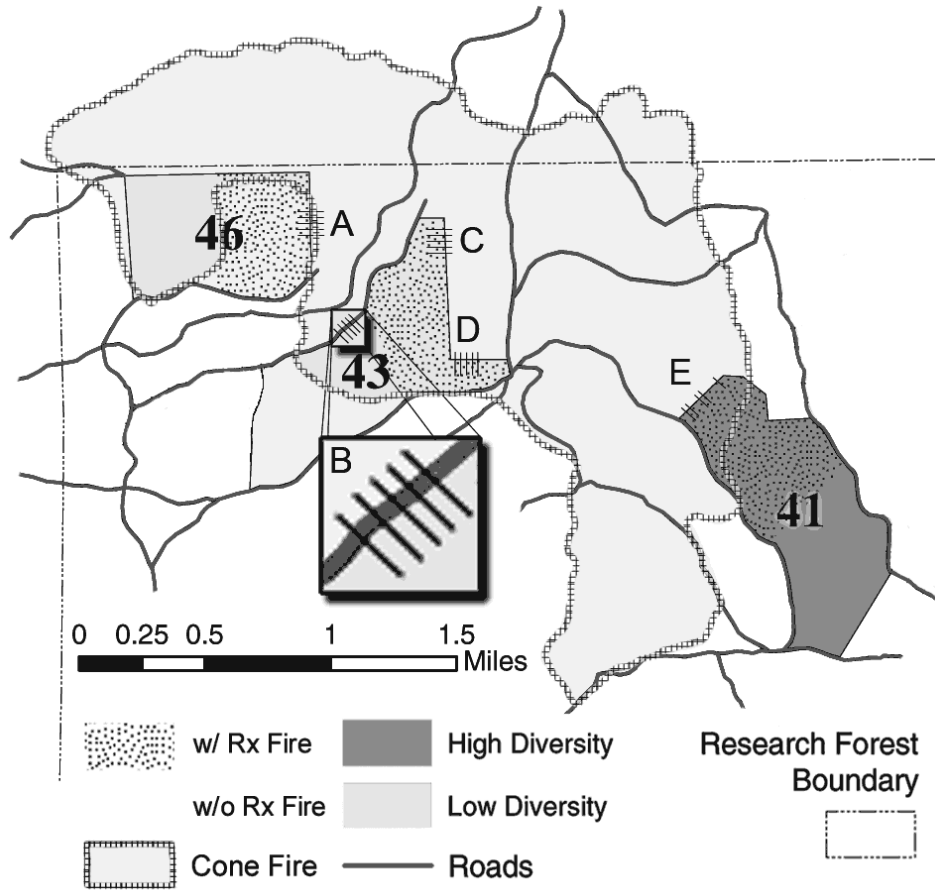 46
A
C
D
43
E
B
41
0 0.25 0.5 1 1.5
Miles
w/ Rx Fire
High Diversity
w/o Rx Fire
Low Diversity
Cone Fire
Roads
Research Forest
Boundary